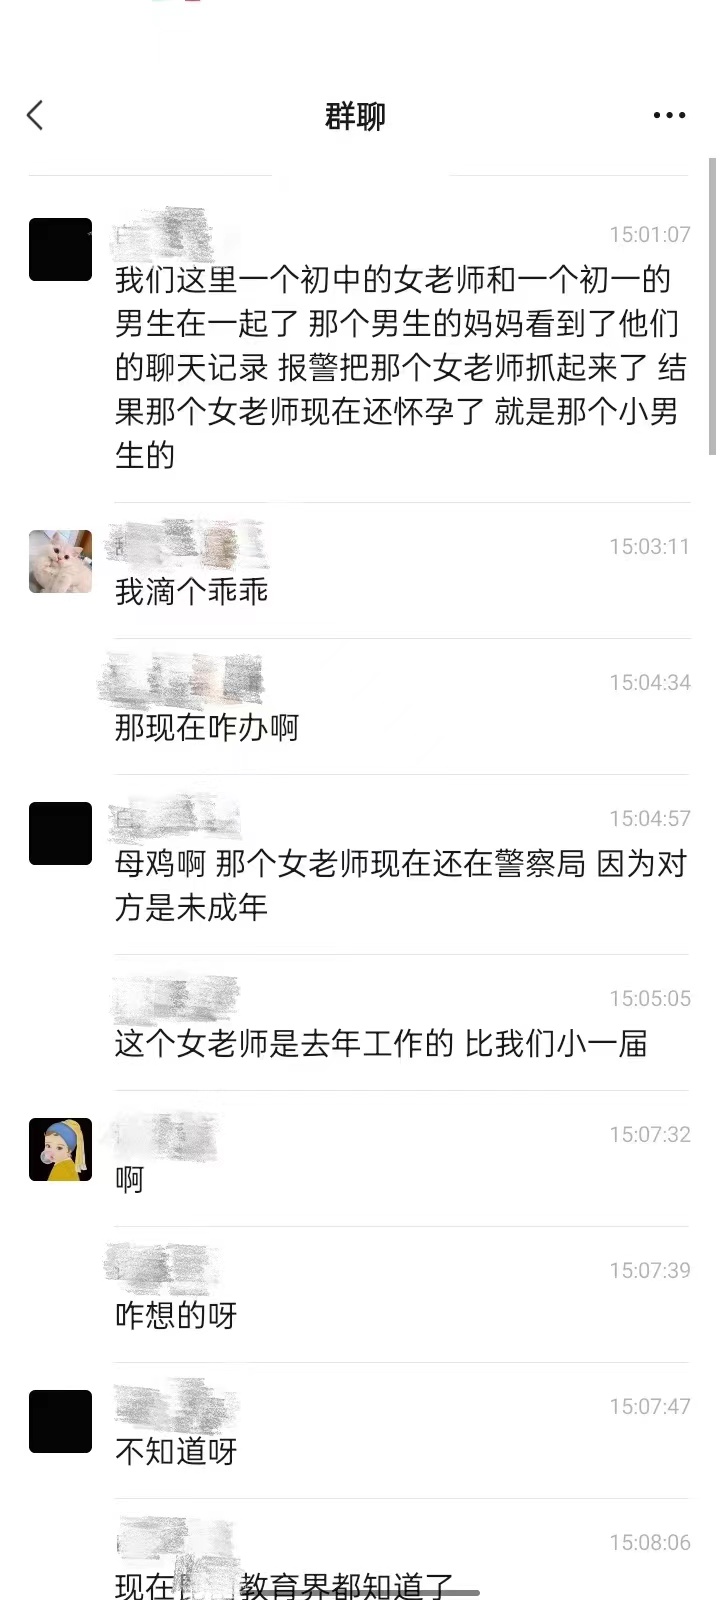 群聊
15:01:07
我们这里一个初中的女老师和一个初一的
男生在一起了 那个男生的妈妈看到了他们
的聊天记录 报警把那个女老师抓起来了 结
果那个女老师现在还怀孕了 就是那个小男
生的
15:03:11
我滴个乖乖
15:04:34
那现在咋办啊
15:04:57
母鸡啊 那个女老师现在还在警察局 因为对
方是未成年
15:05:05
这个女老师是去年工作的 比我们小一届
15:07:32
啊
15:07:39
咋想的呀
15:07:47
不知道呀
15:08:06
现在 教育界都知道了